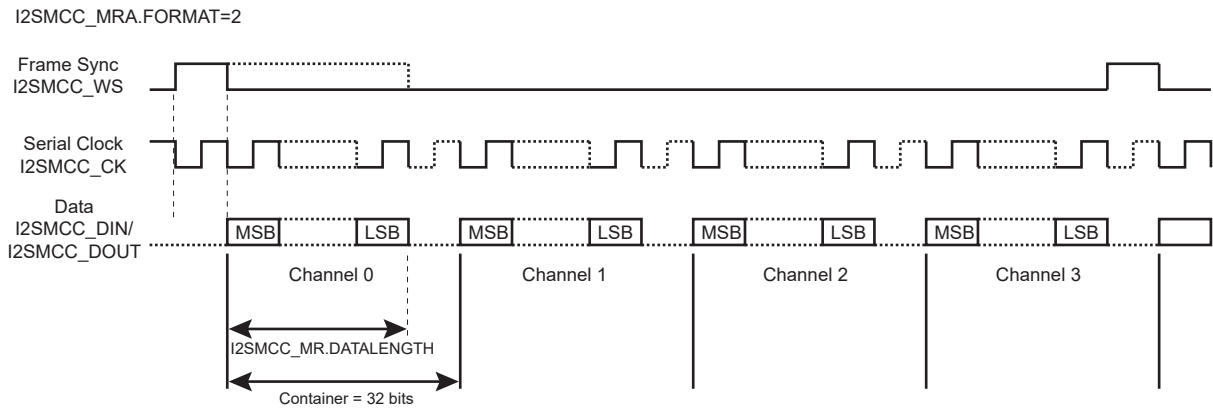 I2SMCC_MRA.FORMAT=2
Frame Sync
I2SMCC_WS
Serial Clock
I2SMCC_CK
Data
I2SMCC_DIN/
I2SMCC_DOUT
MSB LSB MSB LSB MSB LSB MSB LSB
Channel 0 Channel 1 Channel 2 Channel 3
I2SMCC_MR.DATALENGTH
Container = 32 bits